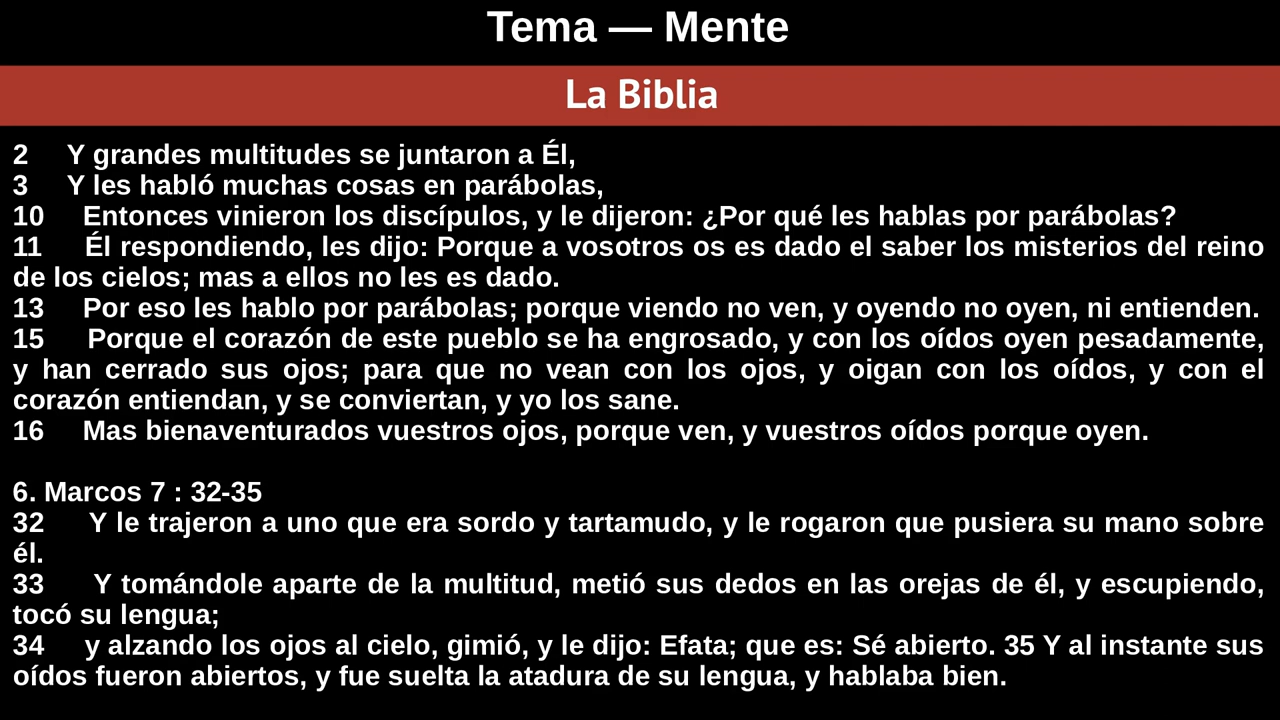 Tema — Mente
La Biblia
2 Y grandes multitudes se juntaron a Él,
3 Y les habló muchas cosas en parábolas,
10 Entonces vinieron los discípulos, y le dijeron: ¿Por qué les hablas por parábolas?
11 Él respondiendo, les dijo: Porque a vosotros os es dado el saber los misterios del reino
de los cielos; mas a ellos no les es dado.
13 Por eso les hablo por parábolas; porque viendo no ven, y oyendo no oyen, ni entienden.
15 Porque el corazón de este pueblo se ha engrosado, y con los oídos oyen pesadamente,
y han cerrado sus ojos; para que no vean con los ojos, y oigan con los oídos, y con el
corazón entiendan, y se conviertan, y yo los sane.
16 Mas bienaventurados vuestros ojos, porque ven, y vuestros oídos porque oyen.
6. Marcos 7 : 32-35
32 Y le trajeron a uno que era sordo y tartamudo, y le rogaron que pusiera su mano sobre
él.
33 Y tomándole aparte de la multitud, metió sus dedos en las orejas de él, y escupiendo,
tocó su lengua;
34 y alzando los ojos al cielo, gimió, y le dijo: Efata; que es: Sé abierto. 35 Y al instante sus
oídos fueron abiertos, y fue suelta la atadura de su lengua, y hablaba bien.